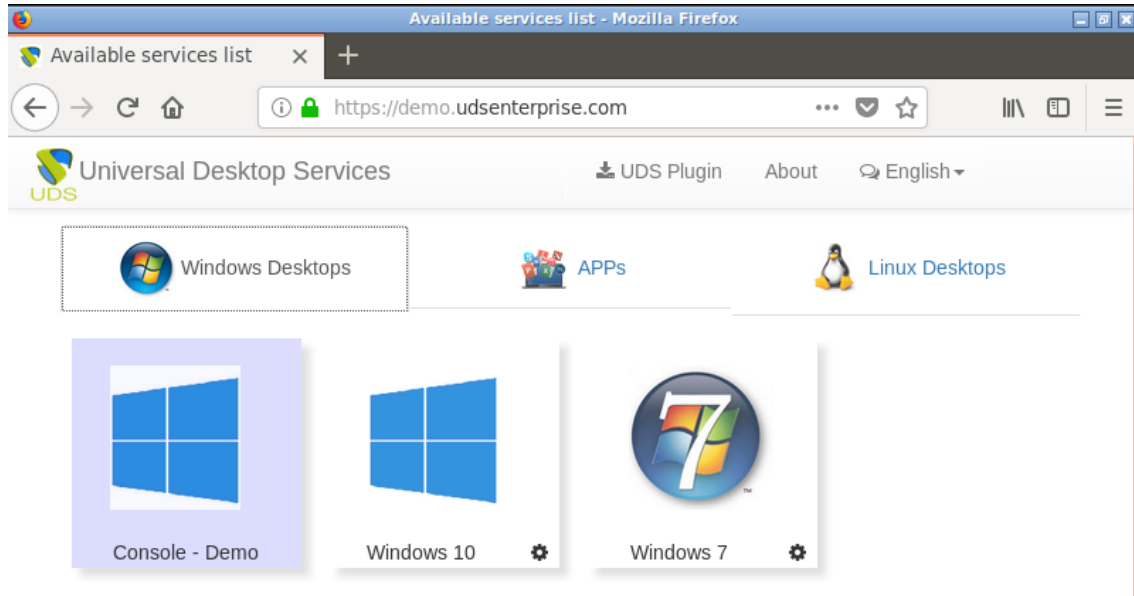 Available services list - Mozilla Firefox
Available services list
https://demo.udsenterprise.com
UDS
Universal Desktop Services
UDS Plugin
About
English
Windows Desktops
APPs
Linux Desktops
Console - Demo
Windows 10
7
Windows 7